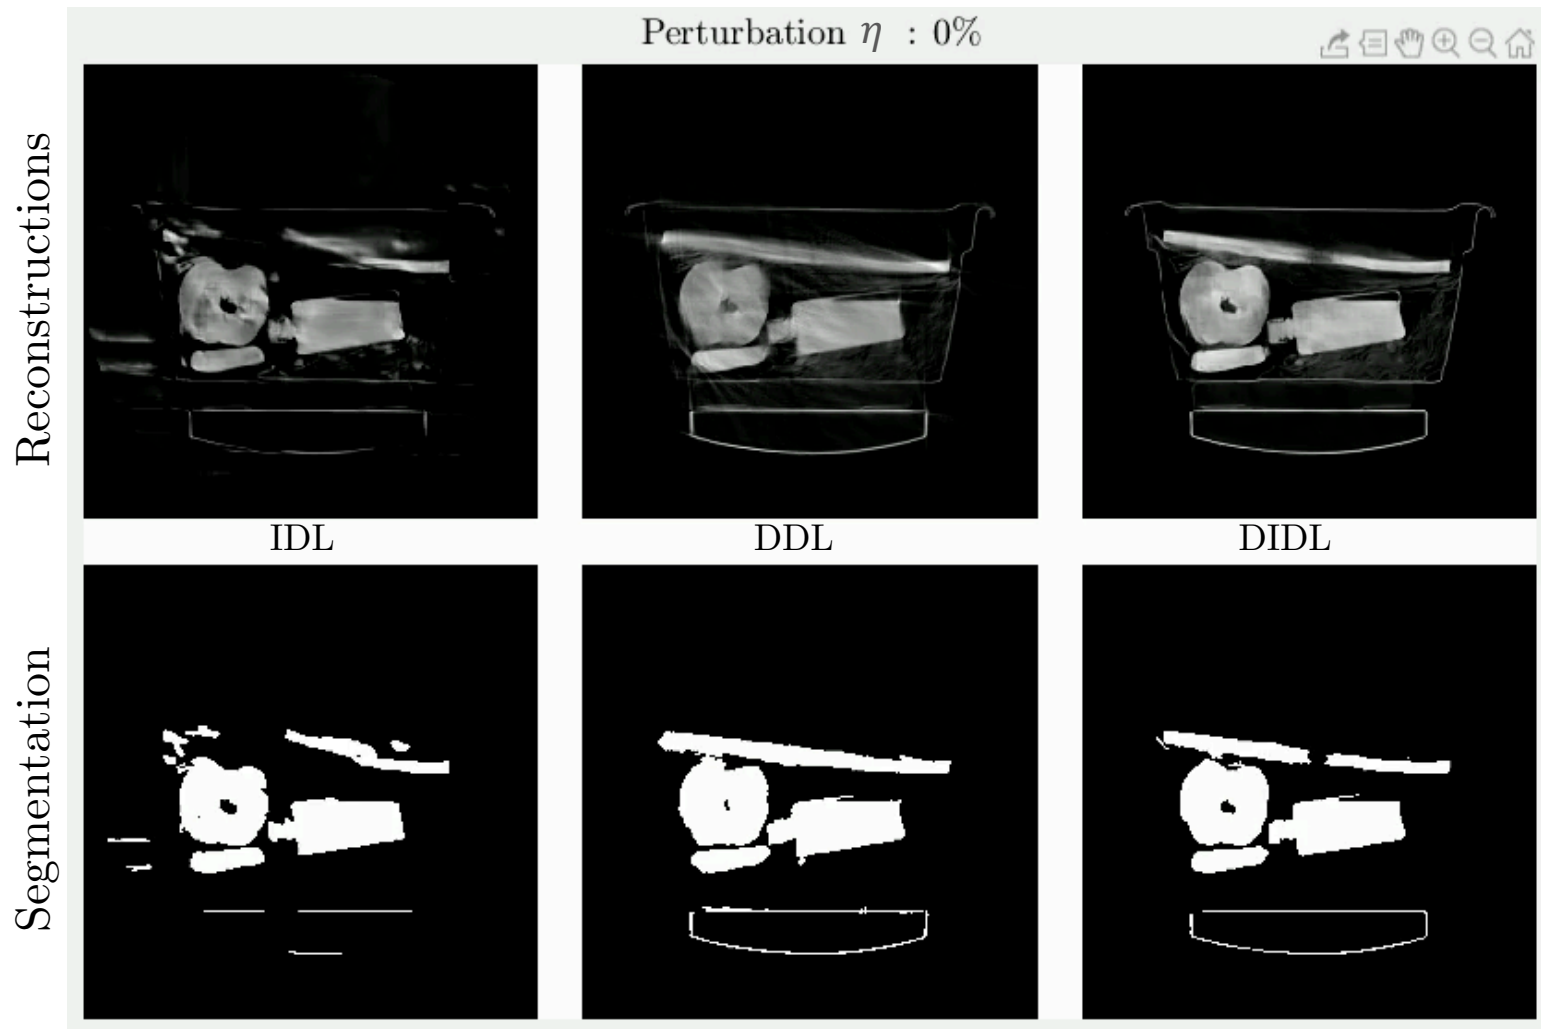 Perturbation η : 0%
Reconstructions
IDL
DDL
DIDL
Segmentation